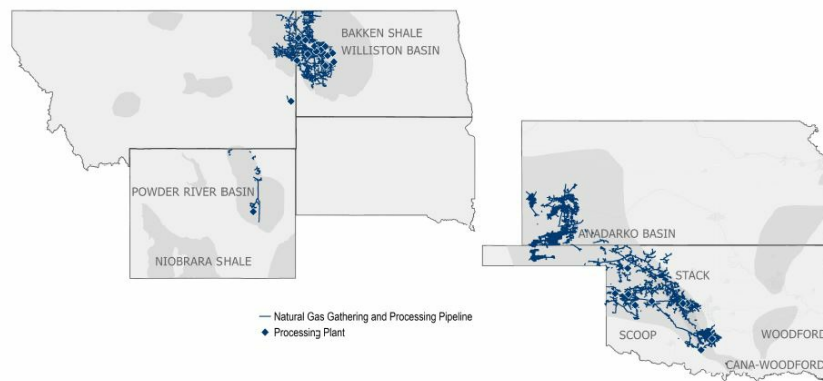 BAKKEN SHALE
WILLISTON BASIN
POWDER RIVER BASIN
NIOBRARA SHALE
ANADARKO BASIN
STACK
SCOOP
WOODFORD
CANA-WOODFORD
Natural Gas Gathering and Processing Pipeline
Processing Plant